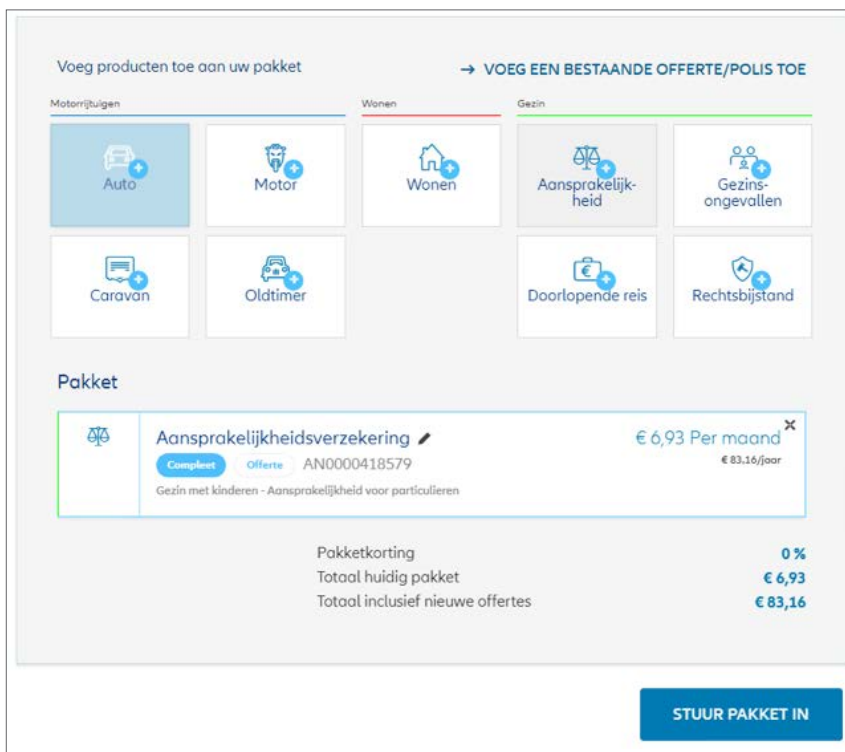 Voeg producten toe aan uw pakket
→ VOEG EEN BESTAANDE OFFERTE/POLIS TOE
Motorrijtuigen
Wonen
Gezin
Auto
Motor
Wonen
Aansprakelijk-
heid
Gezins-
ongevallen
Caravan
Oldtimer
Doorlopende reis
Rechtsbijstand
Pakket
Aansprakelijkheidsverzekering
€ 6,93 Per maand
Compleet Offerte AN0000418579
€ 83,16/jaar
Gezin met kinderen - Aansprakelijkheid voor particulieren
Pakketkorting 0 %
Totaal huidig pakket € 6,93
Totaal inclusief nieuwe offertes € 83,16
STUUR PAKKET IN